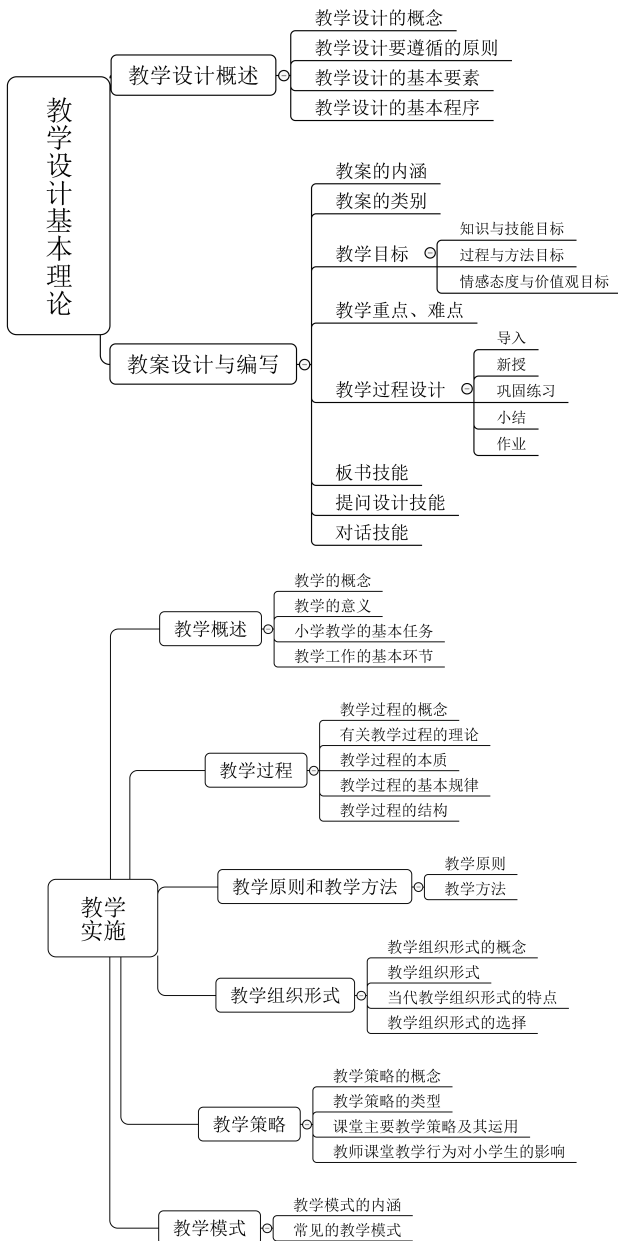 教学设计基本理论
教学设计概述
教学设计的概念
教学设计要遵循的原则
教学设计的基本要素
教学设计的基本程序
教案设计与编写
教案的内涵
教案的类别
教学目标
知识与技能目标
过程与方法目标
情感态度与价值观目标
教学重点、难点
教学过程设计
导入
新授
巩固练习
小结
作业
板书技能
提问设计技能
对话技能
教学
实施
教学概述
教学的概念
教学的意义
小学教学的基本任务
教学工作的基本环节
教学过程
教学过程的概念
有关教学过程的理论
教学过程的本质
教学过程的基本规律
教学过程的结构
教学原则和教学方法
教学原则
教学方法
教学组织形式
教学组织形式的概念
教学组织形式
当代教学组织形式的特点
教学组织形式的选择
教学策略
教学策略的概念
教学策略的类型
课堂主要教学策略及其运用
教师课堂教学行为对小学生的影响
教学模式
教学模式的内涵
常见的教学模式